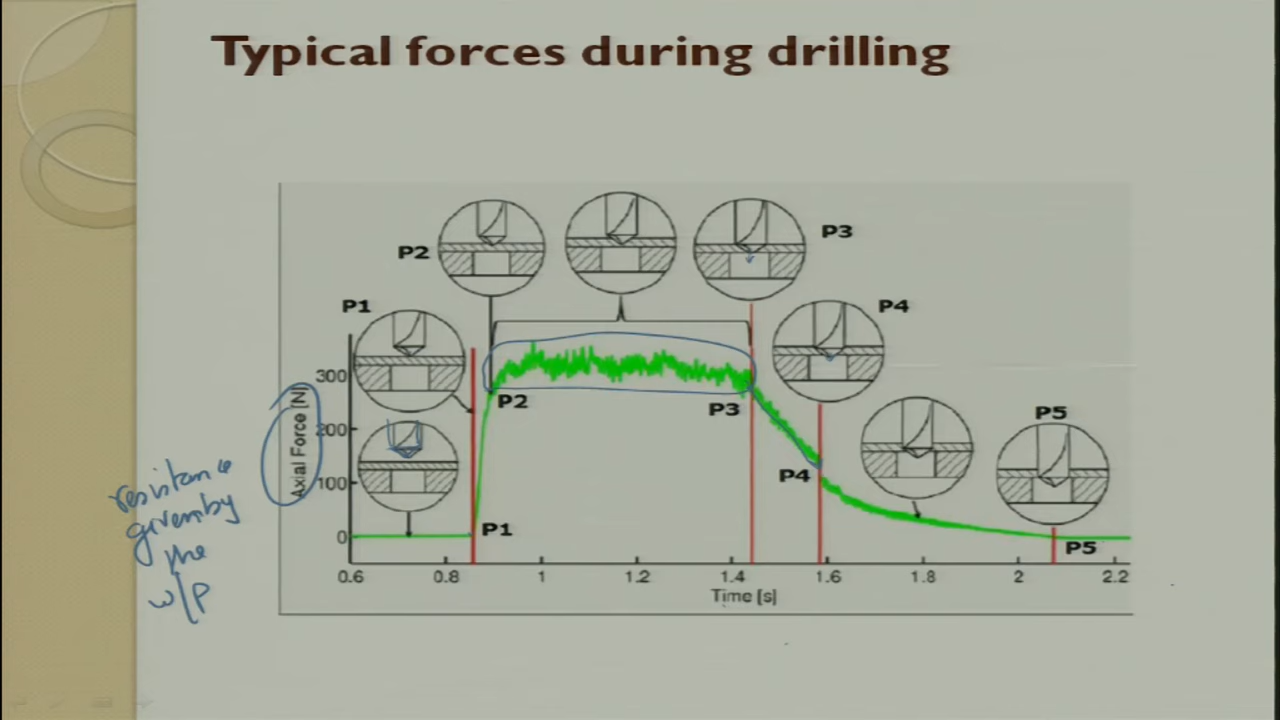 Typical forces during drilling
P2
P3
P1
P4
300
200
100
0
Axial Force [N]
P2
P3
P5
P4
P1
P5
resistance
given by
the
w/P
0.6 0.8 1 1.2 1.4 1.6 1.8 2 2.2
Time [s]